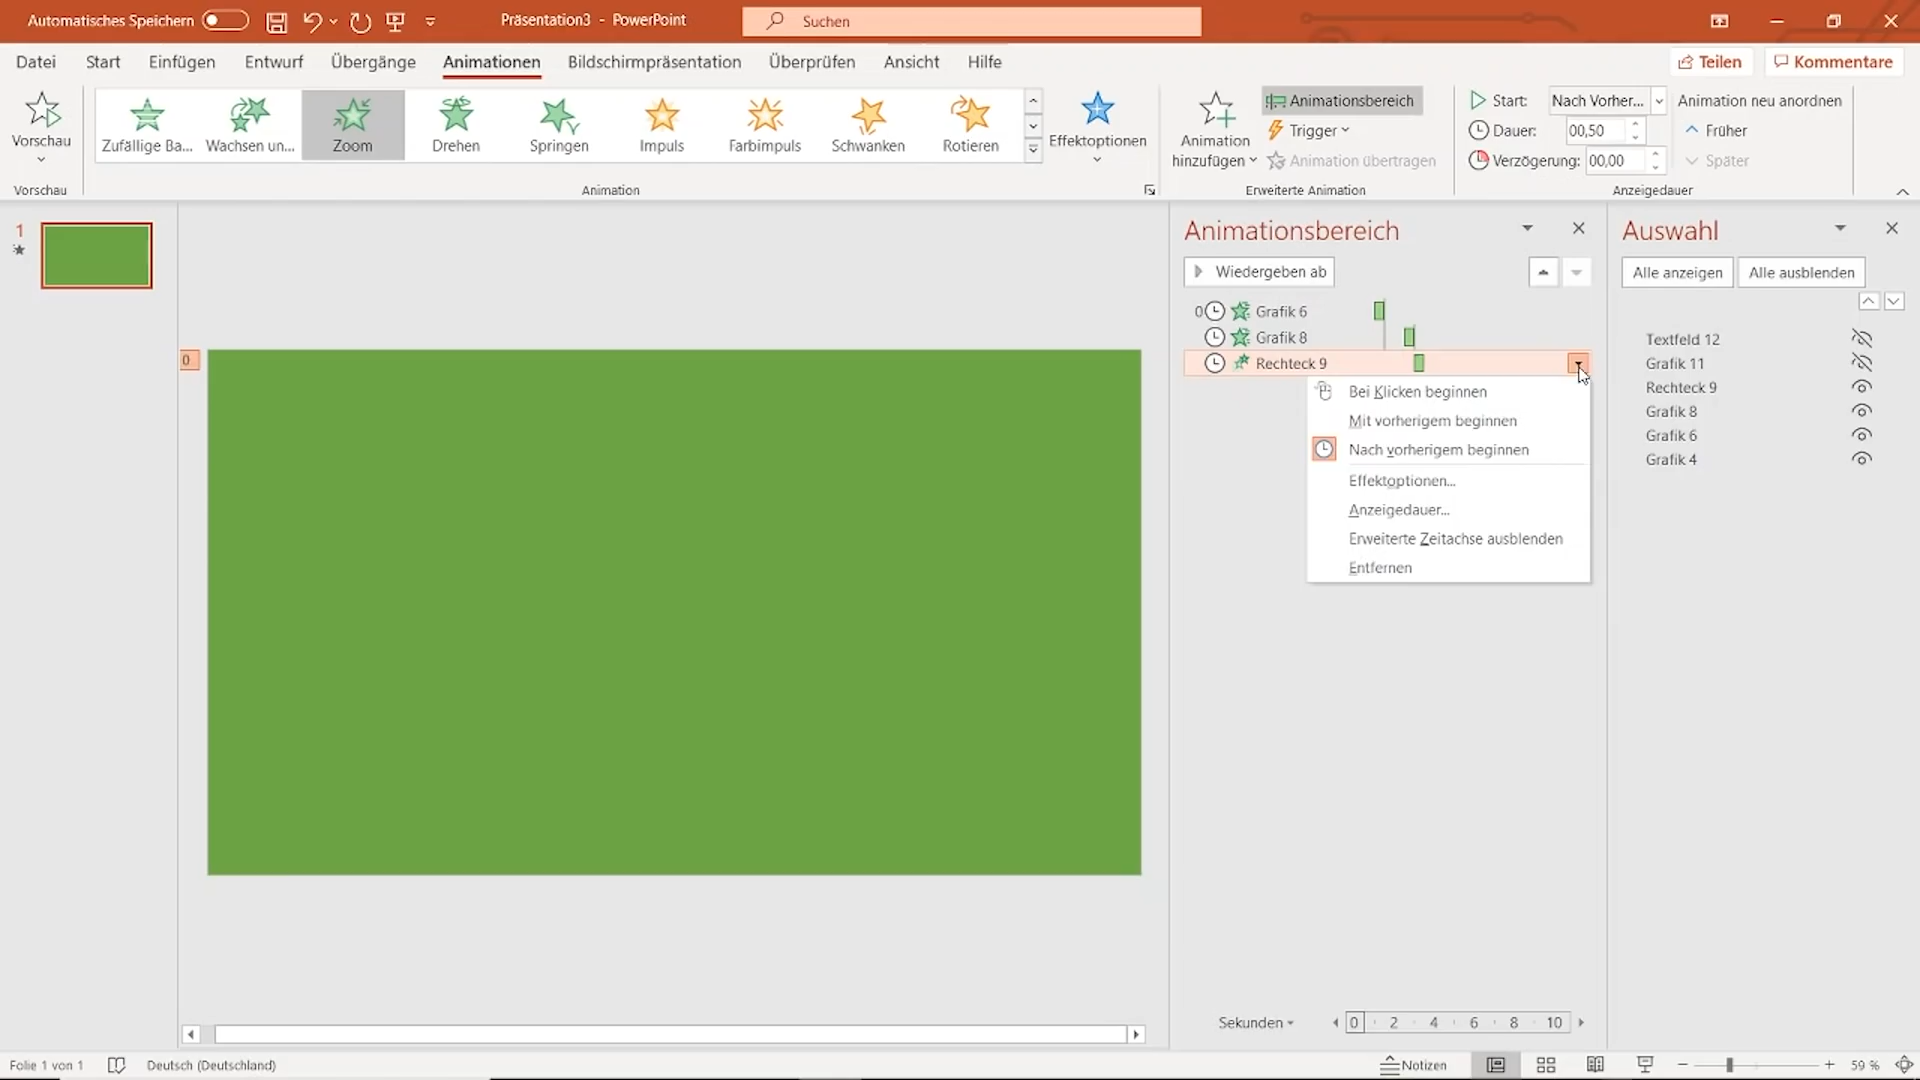 Automatisches Speichern
Präsentation3 - PowerPoint
Suchen
Datei Start Einfügen Entwurf Übergänge Animationen Bildschirmpräsentation Überprüfen Ansicht Hilfe
Teilen Kommentare
Vorschau
Zufällige Ba... Wachsen un... Zoom Drehen Springen Impuls Farbimpuls Schwanken Rotieren
Effektoptionen
Animation hinzufügen
Animationsbereich
Trigger
Animation übertragen
Start: Nach Vorher...
Dauer: 00,50
Verzögerung: 00,00
Animation neu anordnen
Früher
Später
Vorschau Animation Erweiterte Animation Anzeigedauer
1
0
Animationsbereich
Wiedergeben ab
0 Grafik 6
Grafik 8
Rechteck 9
Bei Klicken beginnen
Mit vorherigem beginnen
Nach vorherigem beginnen
Effektoptionen...
Anzeigedauer...
Erweiterte Zeitachse ausblenden
Entfernen
Sekunden 0 2 4 6 8 10
Auswahl
Alle anzeigen Alle ausblenden
Textfeld 12
Grafik 11
Rechteck 9
Grafik 8
Grafik 6
Grafik 4
Folie 1 von 1 Deutsch (Deutschland) Notizen 59 %